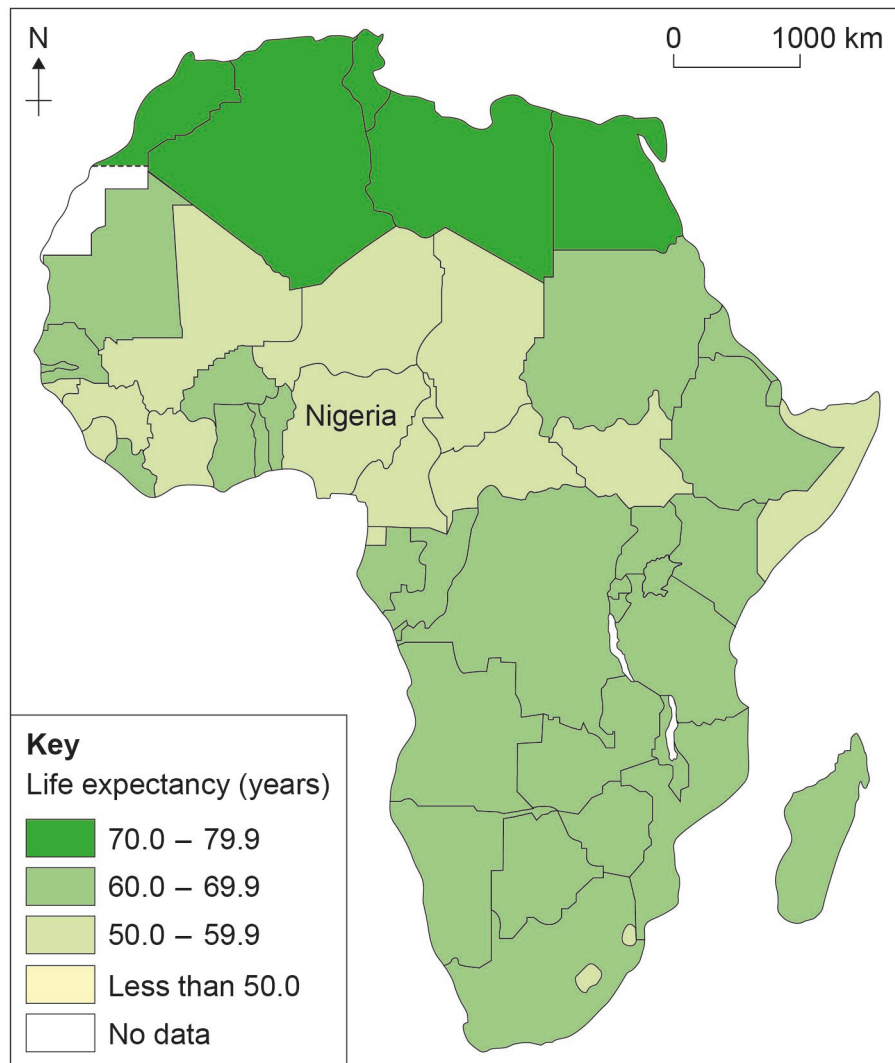 N
0 1000 km
Nigeria
Key
Life expectancy (years)
70.0 – 79.9
60.0 – 69.9
50.0 – 59.9
Less than 50.0
No data